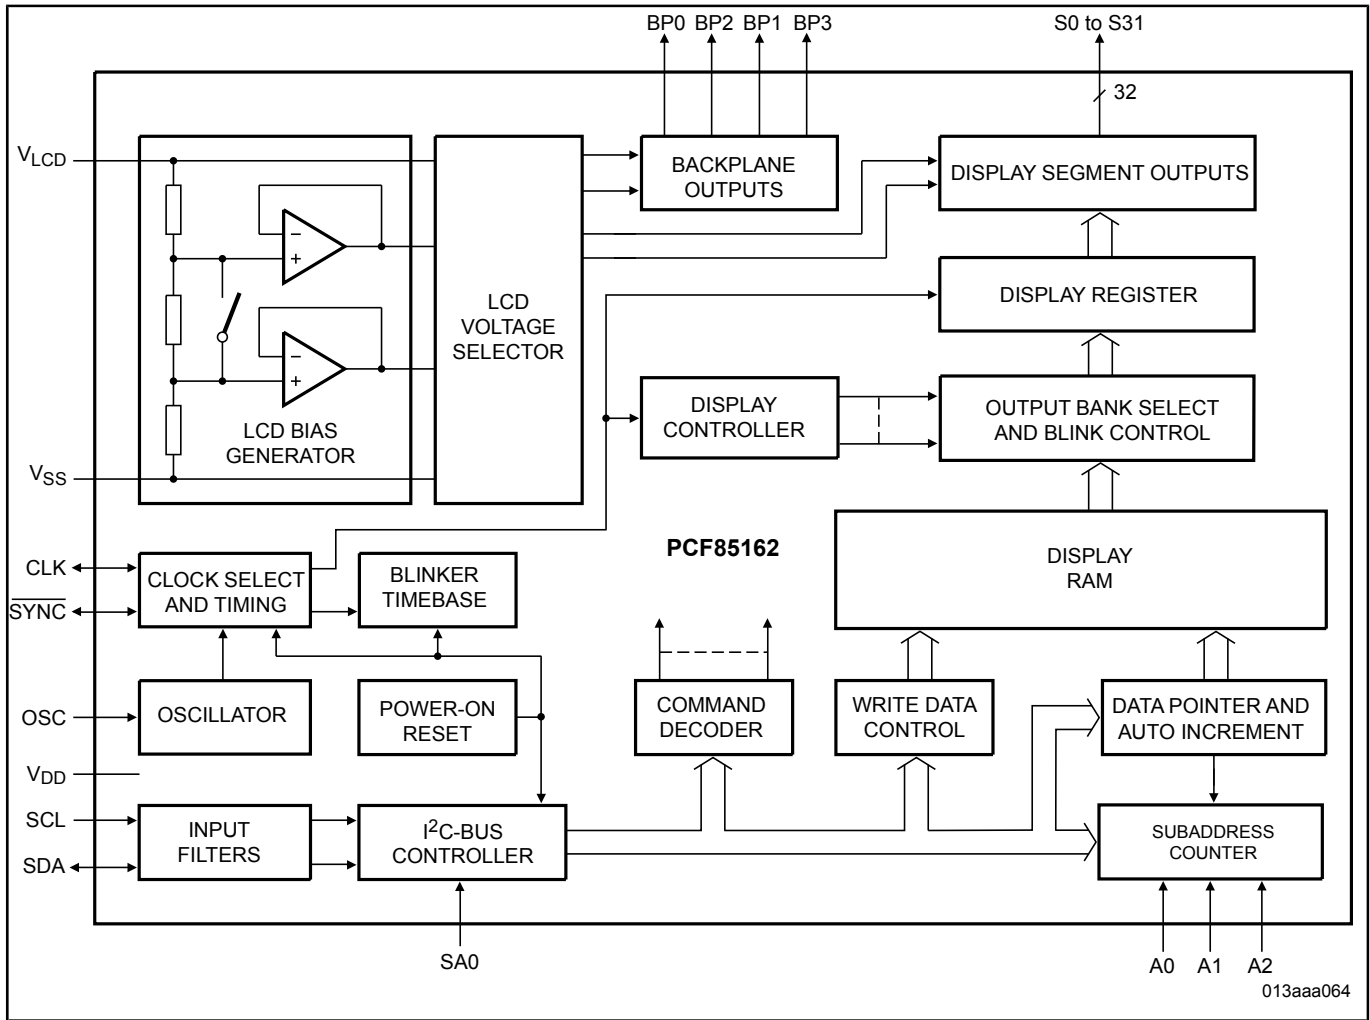 BP0 BP2 BP1 BP3
S0 to S31
32
VLCD
BACKPLANE
OUTPUTS
DISPLAY SEGMENT OUTPUTS
−
+
−
+
LCD
VOLTAGE
SELECTOR
DISPLAY REGISTER
LCD BIAS
GENERATOR
DISPLAY
CONTROLLER
OUTPUT BANK SELECT
AND BLINK CONTROL
VSS
PCF85162
DISPLAY
RAM
CLK
SYNC
CLOCK SELECT
AND TIMING
BLINKER
TIMEBASE
OSC
OSCILLATOR
POWER-ON
RESET
COMMAND
DECODER
WRITE DATA
CONTROL
DATA POINTER AND
AUTO INCREMENT
VDD
SCL
SDA
INPUT
FILTERS
I2C-BUS
CONTROLLER
SUBADDRESS
COUNTER
SA0
A0 A1 A2
013aaa064